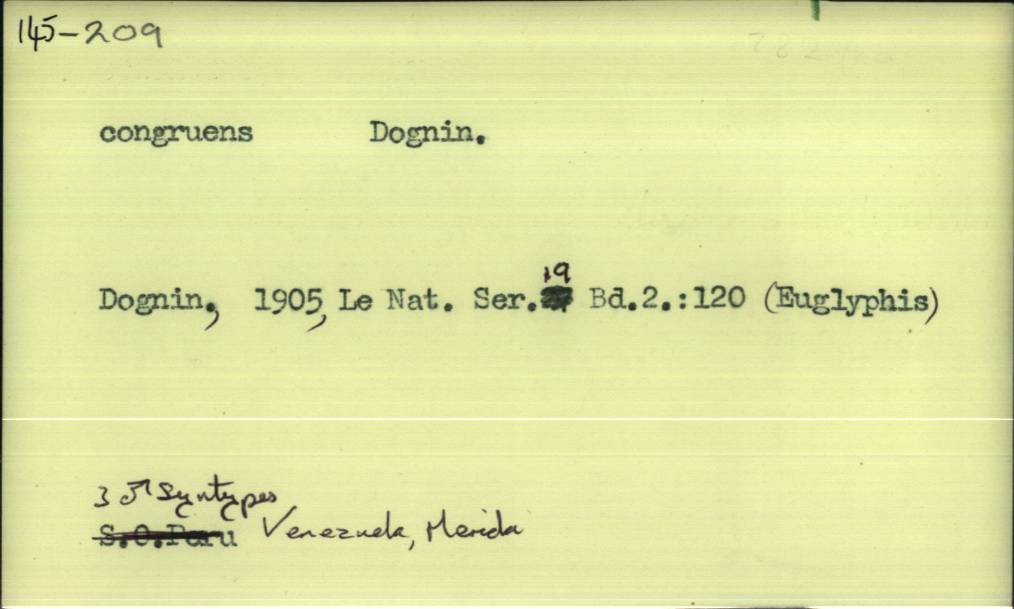 145-209
congruens Dognin.
Dognin, 1905, Le Nat. Ser. 19 Bd.2.:120 (Euglyphis)
3 ♂ Syntypes
S.O.Peru Venezuela, Merida